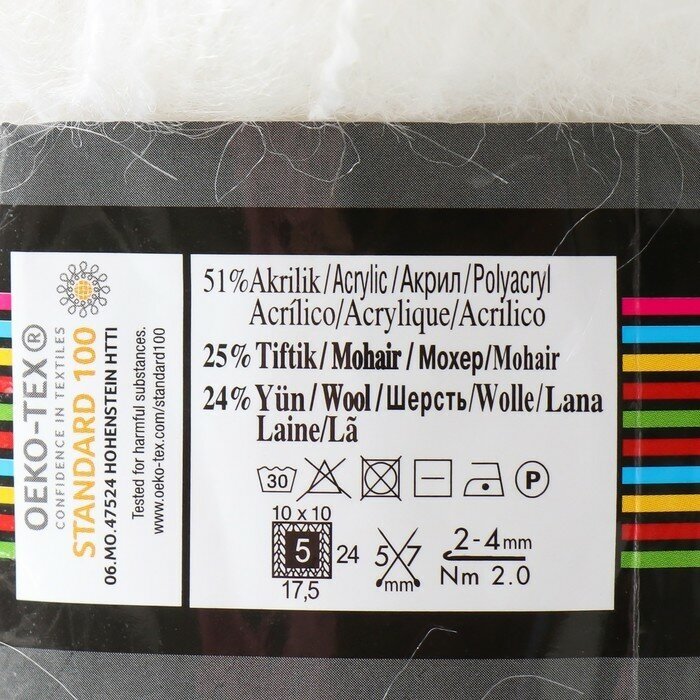 OEKO-TEX®
CONFIDENCE IN TEXTILES
STANDARD 100
06.MO.47524 HOHENSTEIN HTTI
Tested for harmful substances.
www.oeko-tex.com/standard100
51% Akrilik/Acrylic/Акрил/Polyacryl
Acrílico/Acrylique/Acrílico
25% Tiftik/Mohair/Мохер/Mohair
24% Yün/Wool/Шерсть/Wolle/Lana
Laine/Lã
30
P
10 x 10
5
24
17,5
5 7
mm
2-4mm
Nm 2.0